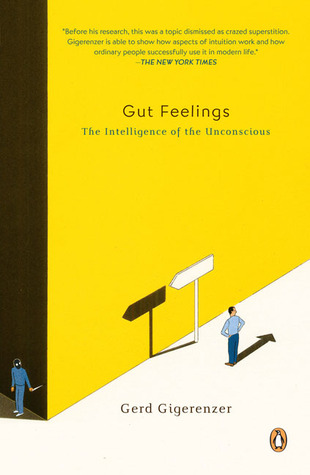 "Before his research, this was a topic dismissed as crazed superstition.
Gigerenzer is able to show how aspects of intuition work and how
ordinary people successfully use it in modern life."
—THE NEW YORK TIMES
Gut Feelings
The Intelligence of the Unconscious
Gerd Gigerenzer